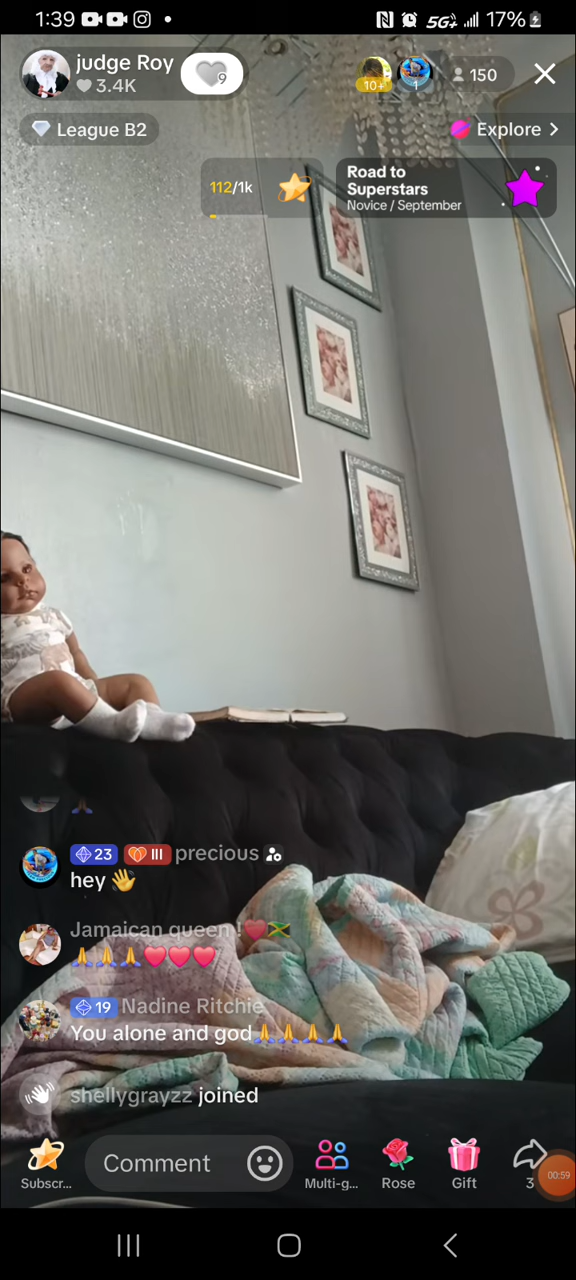 1:39
5G+
17%
judge Roy
3.4K
9
10+
1
150
League B2
Explore >
112/1k
Road to
Superstars
Novice / September
23 III precious
hey 👋
Jamaican queen !❤️🇯🇲
🙏🙏🙏❤️❤️❤️
19 Nadine Ritchie
You alone and god🙏🙏🙏🙏
shellygrayzz joined
Subscr...
Comment
Multi-g...
Rose
Gift
3
00:59